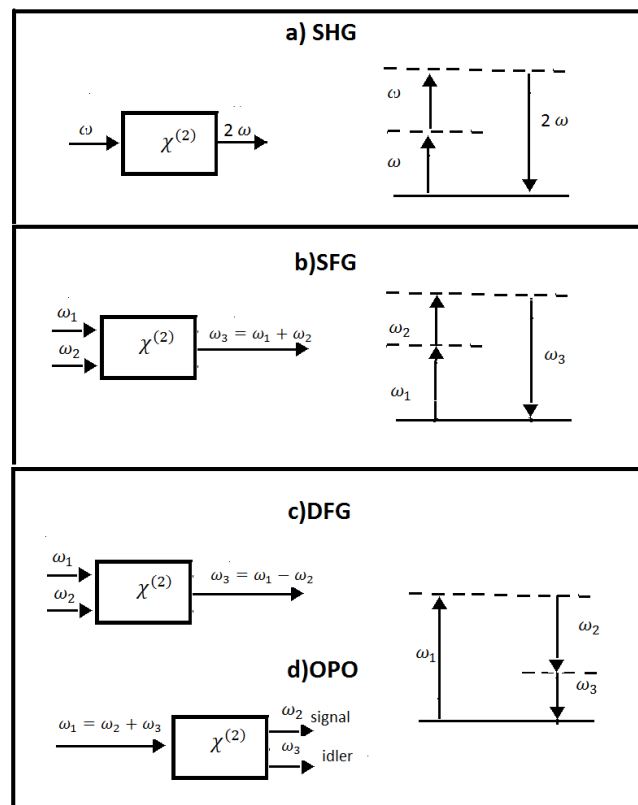 a) SHG
ω
χ⁽²⁾
2 ω
ω
ω
2 ω
b)SFG
ω₁
ω₂
χ⁽²⁾
ω₃ = ω₁ + ω₂
ω₂
ω₁
ω₃
c)DFG
ω₁
ω₂
χ⁽²⁾
ω₃ = ω₁ − ω₂
ω₁
ω₂
ω₃
d)OPO
ω₁ = ω₂ + ω₃
χ⁽²⁾
ω₂ signal
ω₃ idler